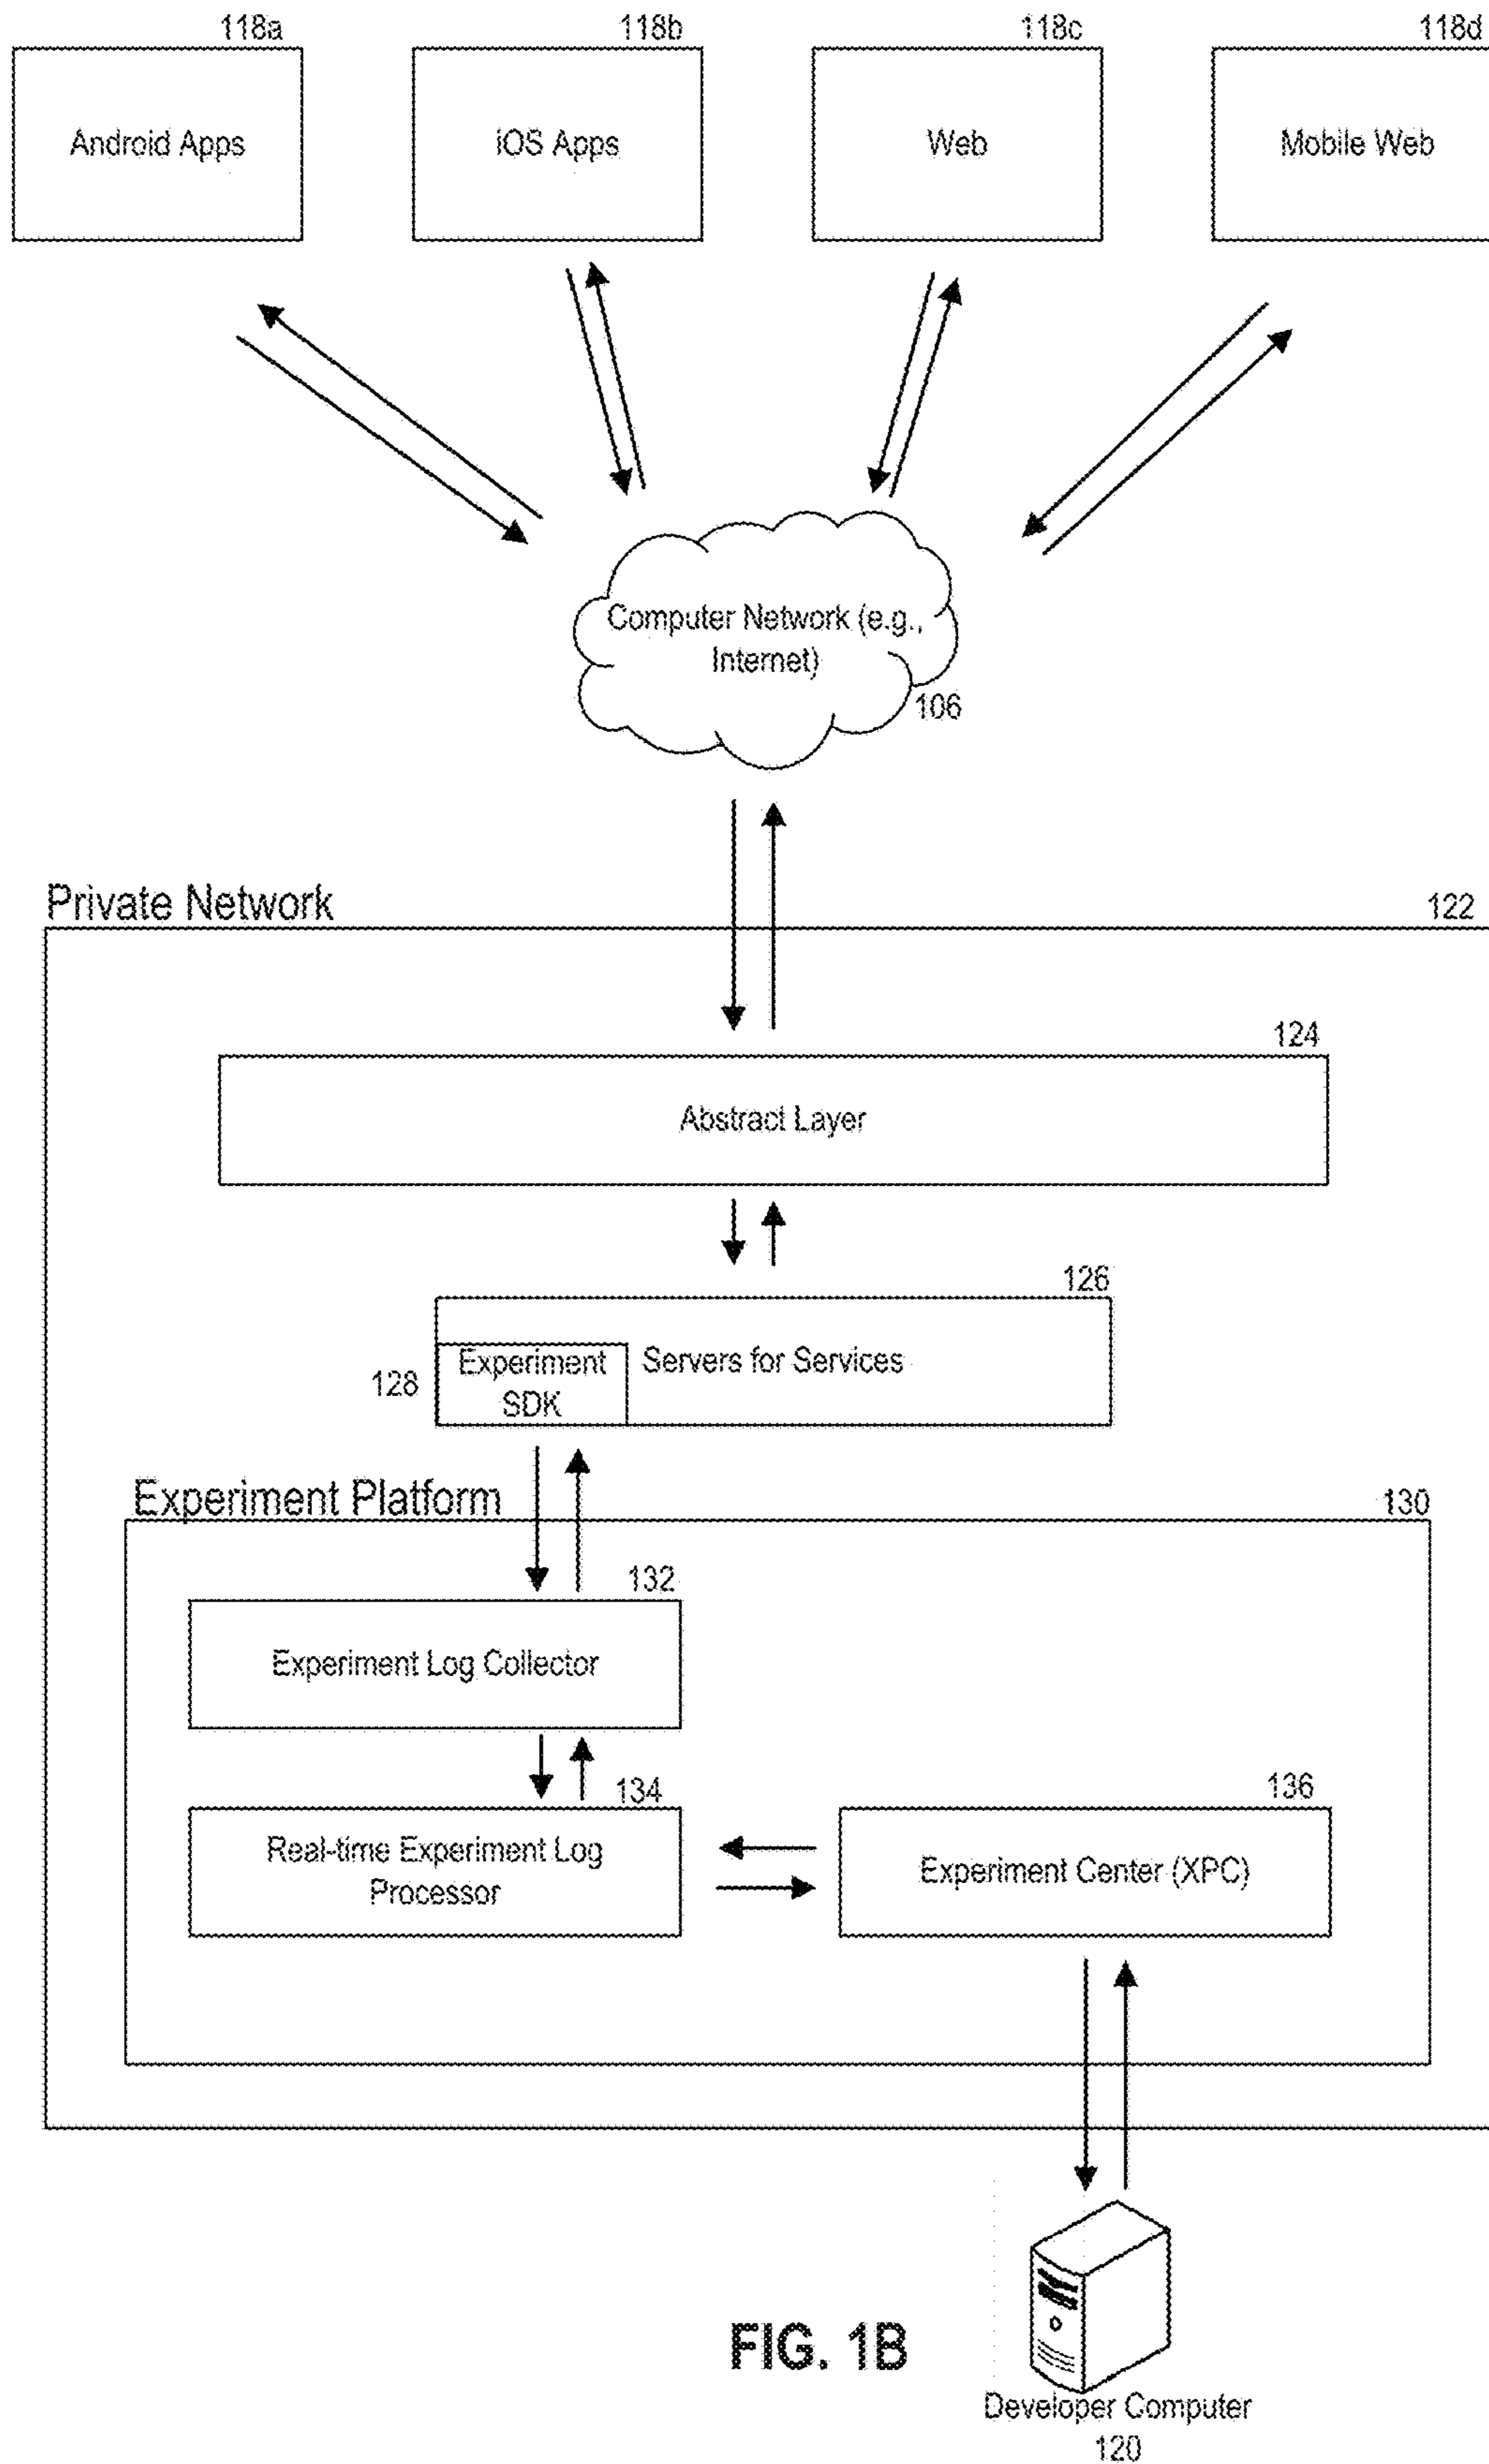 118a
118b
118c
118d
Android Apps
iOS Apps
Web
Mobile Web
Computer Network (e.g.,
Internet)
106
Private Network
122
124
Abstract Layer
126
Servers for Services
128
Experiment
SDK
Experiment Platform
130
132
Experiment Log Collector
134
Real-time Experiment Log
Processor
136
Experiment Center (XPC)
FIG. 1B
Developer Computer
120